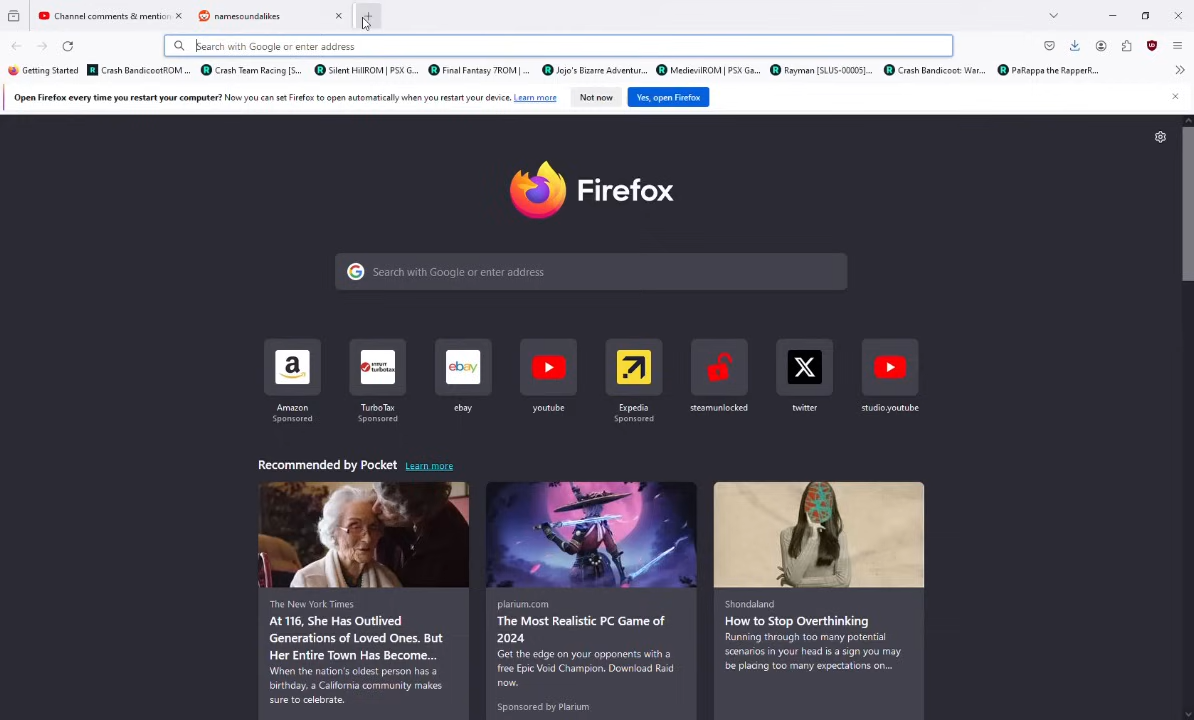 Channel comments & mention
namesoundalikes
Search with Google or enter address
Getting Started
Crash BandicootROM ...
Crash Team Racing [S...
Silent HillROM | PSX G...
Final Fantasy 7ROM | ...
Jojo's Bizarre Adventur...
MedievilROM | PSX Ga...
Rayman [SLUS-00005]...
Crash Bandicoot: War...
PaRappa the RapperR...
Open Firefox every time you restart your computer? Now you can set Firefox to open automatically when you restart your device. Learn more
Not now
Yes, open Firefox
Firefox
Search with Google or enter address
Amazon
Sponsored
TurboTax
Sponsored
ebay
youtube
Expedia
Sponsored
steamunlocked
twitter
studio.youtube
Recommended by Pocket Learn more
The New York Times
At 116, She Has Outlived
Generations of Loved Ones. But
Her Entire Town Has Become...
When the nation's oldest person has a
birthday, a California community makes
sure to celebrate.
plarium.com
The Most Realistic PC Game of
2024
Get the edge on your opponents with a
free Epic Void Champion. Download Raid
now.
Sponsored by Plarium
Shondaland
How to Stop Overthinking
Running through too many potential
scenarios in your head is a sign you may
be placing too many expectations on...